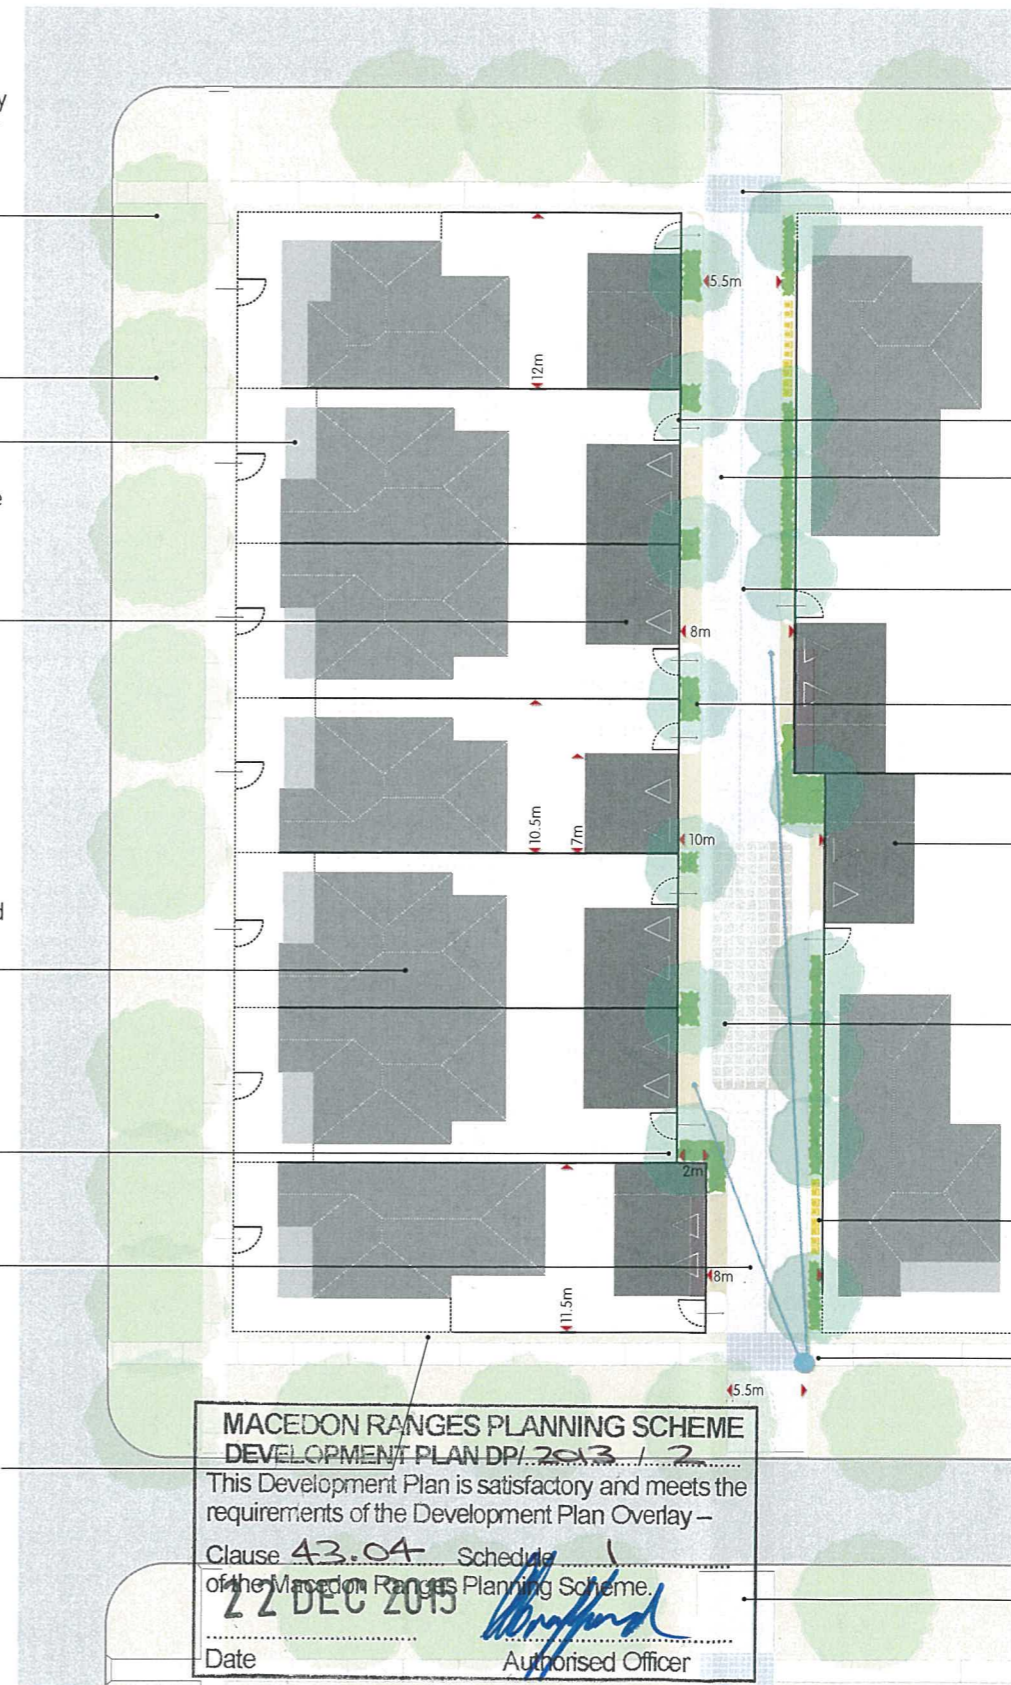 y
5.5m
12m
e
8m
10.5m
7m
10m
d
2m
8m
11.5m
5.5m
MACEDON RANGES PLANNING SCHEME
DEVELOPMENT PLAN DP/ 2013 / 2
This Development Plan is satisfactory and meets the
requirements of the Development Plan Overlay –
Clause 43.04 Schedule 1
of the Macedon Ranges Planning Scheme.
22 DEC 2015
Date Authorised Officer